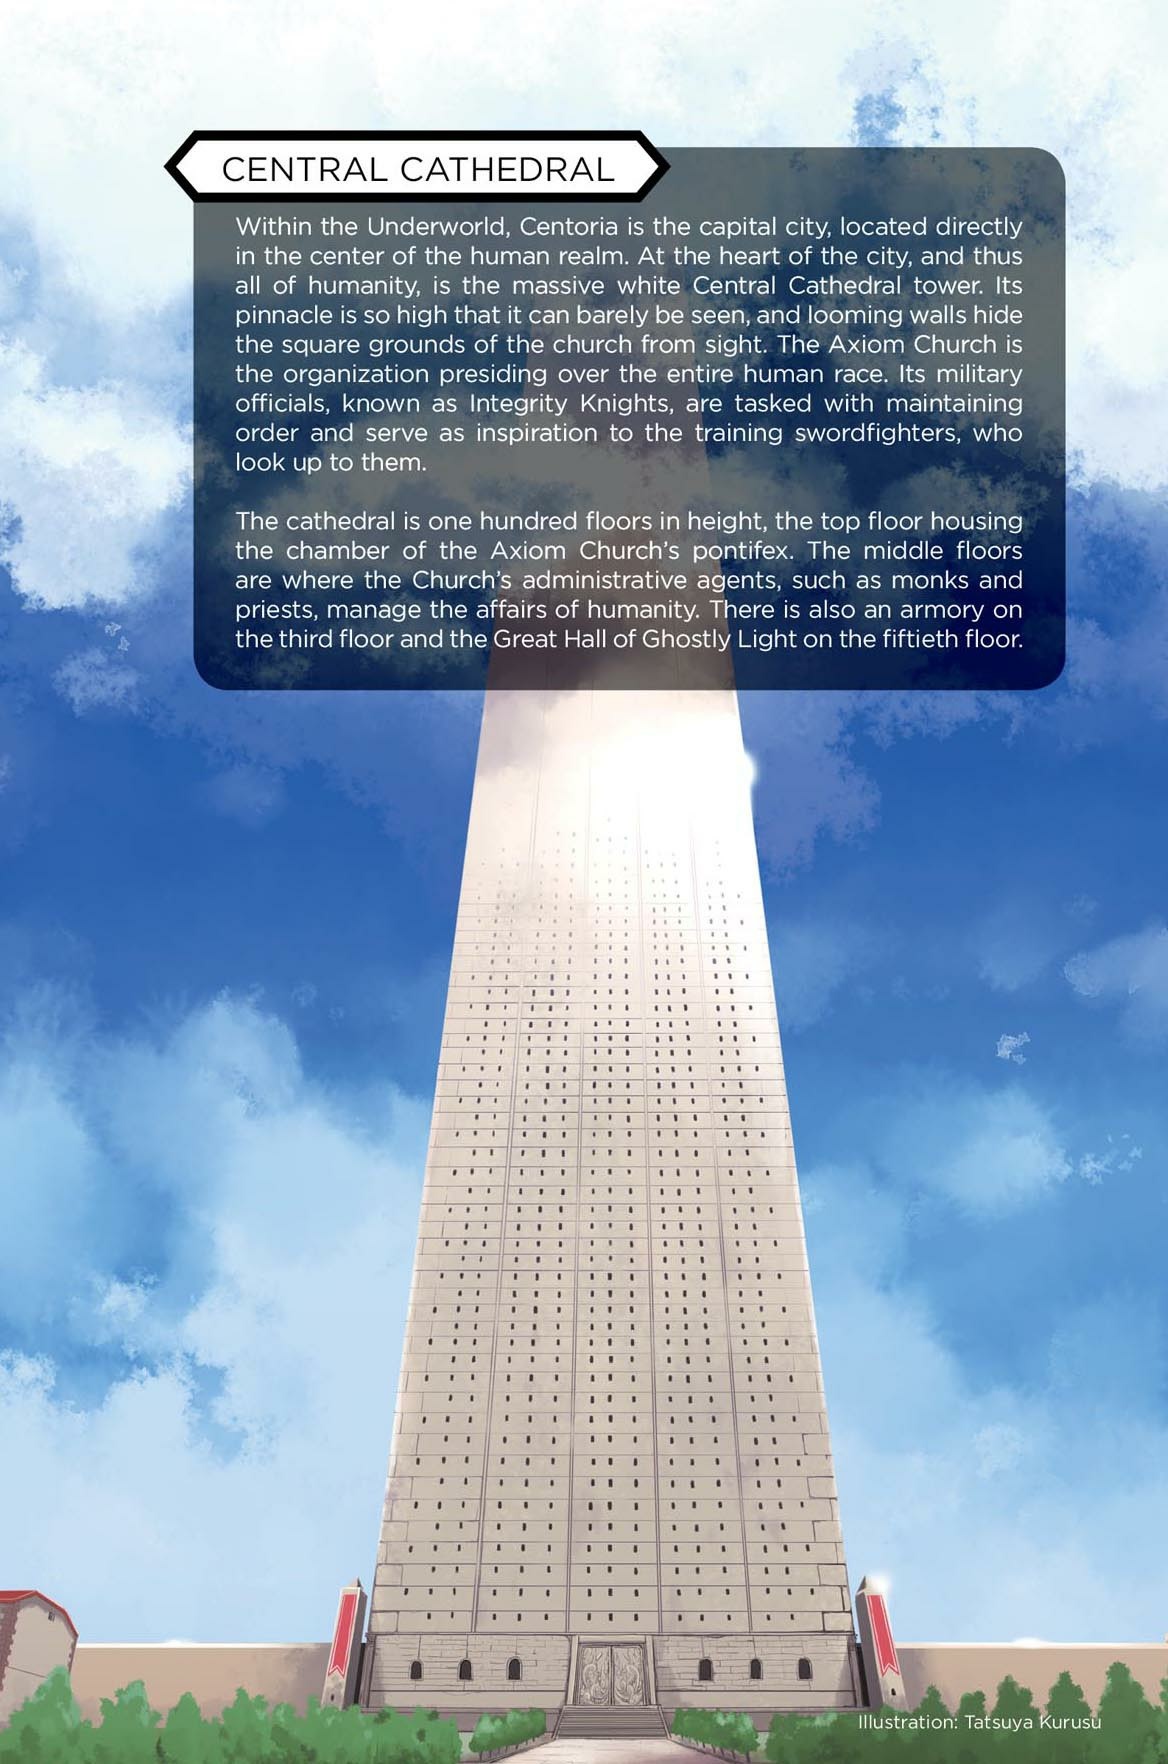 CENTRAL CATHEDRAL
Within the Underworld, Centoria is the capital city, located directly
in the center of the human realm. At the heart of the city, and thus
all of humanity, is the massive white Central Cathedral tower. Its
pinnacle is so high that it can barely be seen, and looming walls hide
the square grounds of the church from sight. The Axiom Church is
the organization presiding over the entire human race. Its military
officials, known as Integrity Knights, are tasked with maintaining
order and serve as inspiration to the training swordfighters, who
look up to them.
The cathedral is one hundred floors in height, the top floor housing
the chamber of the Axiom Church’s pontifex. The middle floors
are where the Church’s administrative agents, such as monks and
priests, manage the affairs of humanity. There is also an armory on
the third floor and the Great Hall of Ghostly Light on the fiftieth floor.
Illustration: Tatsuya Kurusu